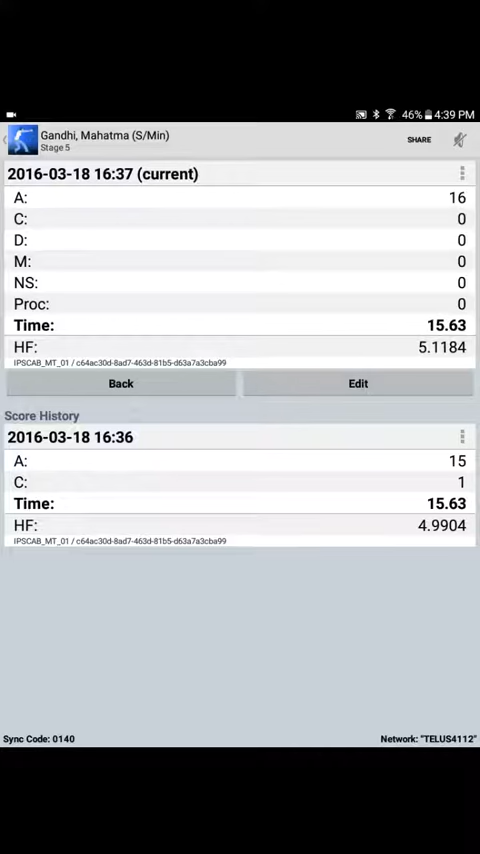 46% 4:39 PM
Gandhi, Mahatma (S/Min)
Stage 5
SHARE
2016-03-18 16:37 (current)
A: 16
C: 0
D: 0
M: 0
NS: 0
Proc: 0
Time: 15.63
HF: 5.1184
IPSCAB_MT_01 / c64ac30d-8ad7-463d-81b5-d63a7a3cba99
Back Edit
Score History
2016-03-18 16:36
A: 15
C: 1
Time: 15.63
HF: 4.9904
IPSCAB_MT_01 / c64ac30d-8ad7-463d-81b5-d63a7a3cba99
Sync Code: 0140 Network: "TELUS4112"